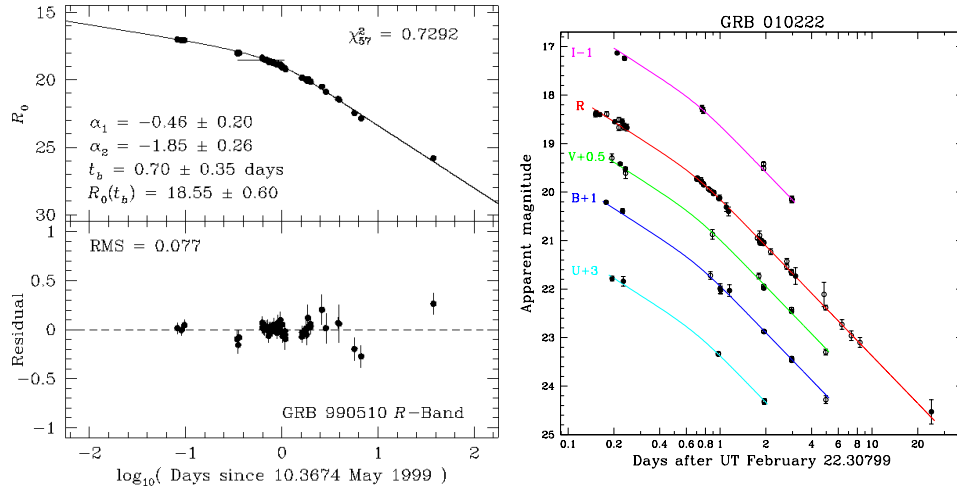 χ²₅₇ = 0.7292
R₀
15
20
25
30
α₁ = −0.46 ± 0.20
α₂ = −1.85 ± 0.26
t_b = 0.70 ± 0.35 days
R₀(t_b) = 18.55 ± 0.60
RMS = 0.077
Residual
1
0.5
0
−0.5
−1
GRB 990510 R-Band
−2 −1 0 1 2
log₁₀( Days since 10.3674 May 1999 )
GRB 010222
Apparent magnitude
17
18
19
20
21
22
23
24
25
I-1
R
V+0.5
B+1
U+3
0.1 0.2 0.4 0.6 0.8 1 2 4 6 8 10 20
Days after UT February 22.30799